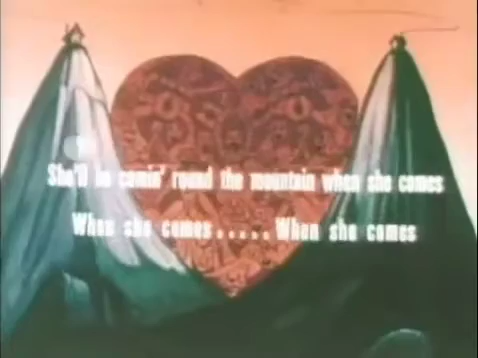 She'll be comin' round the mountain when she comes
When she comes.....When she comes